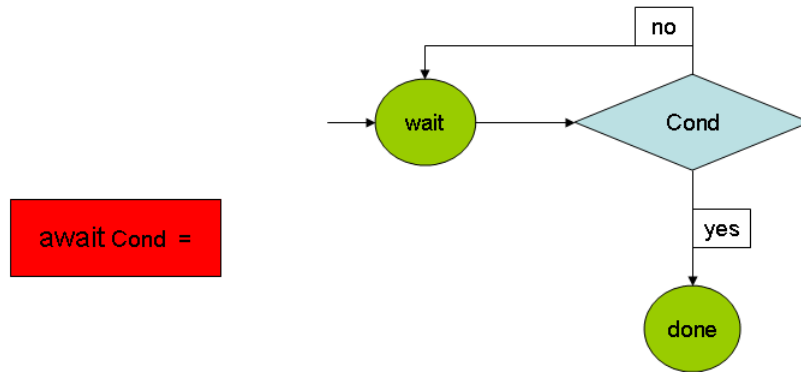 no
wait
Cond
await Cond =
yes
done